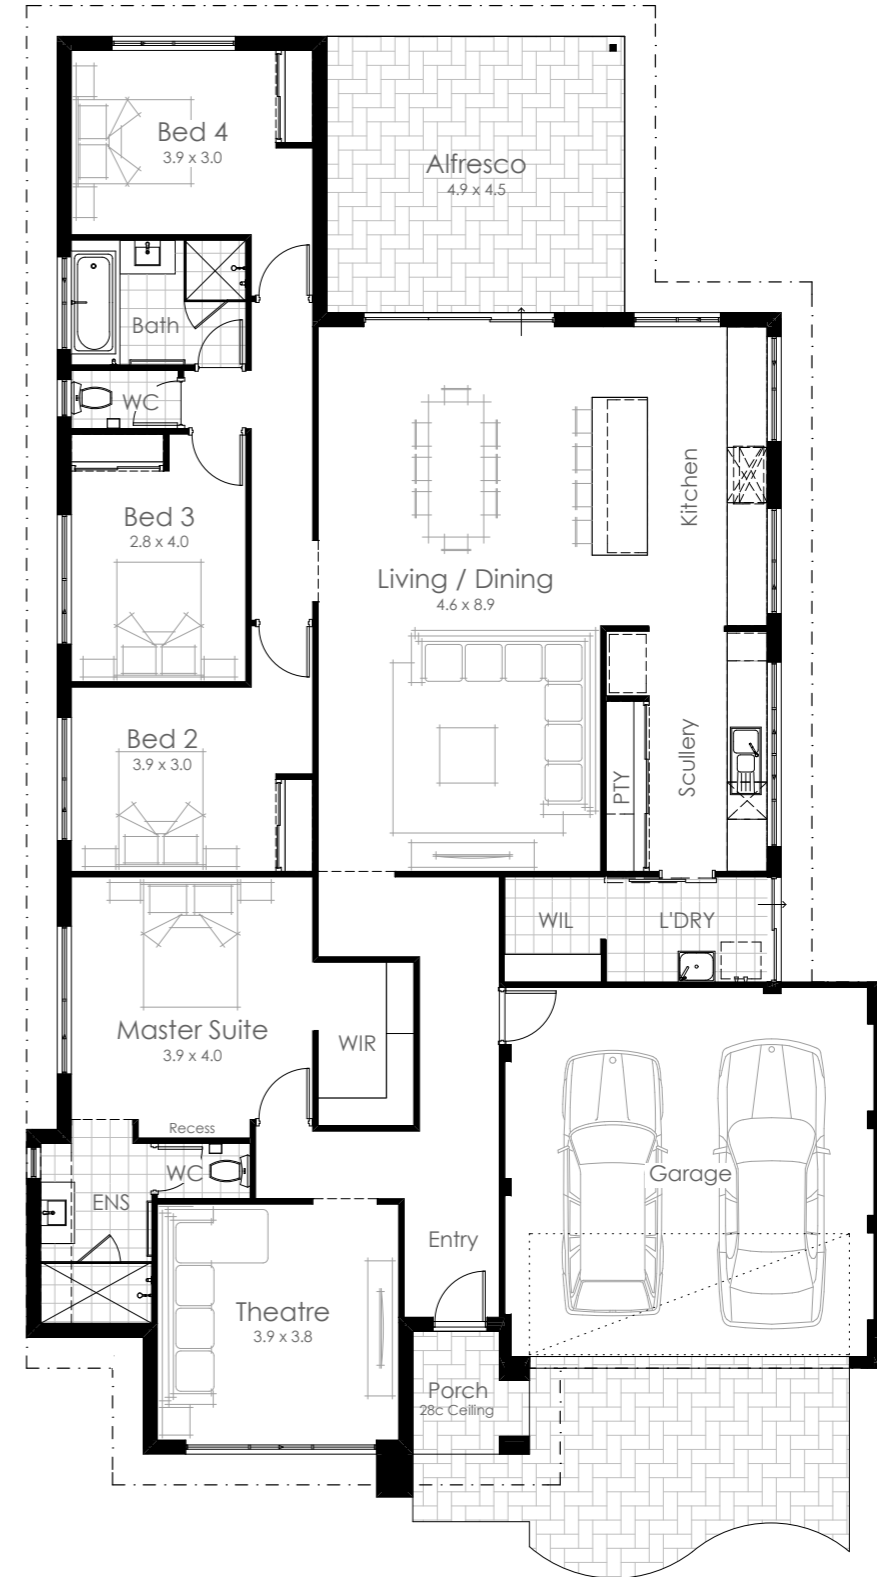 Bed 4
3.9 x 3.0
Alfresco
4.9 x 4.5
Bath
WC
Kitchen
Bed 3
2.8 x 4.0
Living / Dining
4.6 x 8.9
Bed 2
3.9 x 3.0
Scullery
PTY
WIL
L'DRY
Master Suite
3.9 x 4.0
WIR
Recess
WC
ENS
Garage
Entry
Theatre
3.9 x 3.8
Porch
28c Ceiling